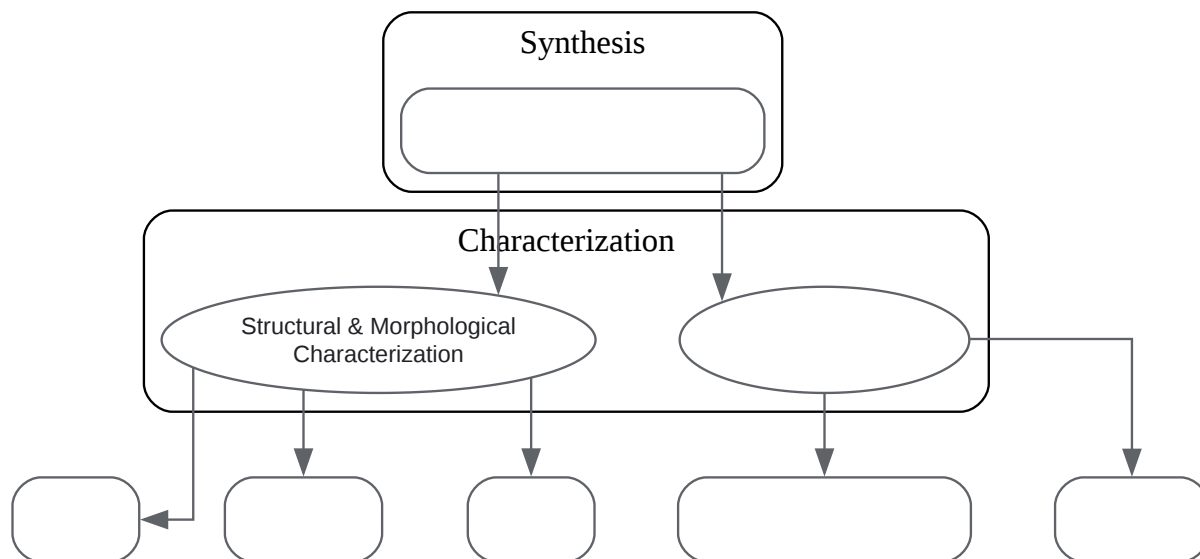 Synthesis
Characterization
Structural & Morphological
Characterization